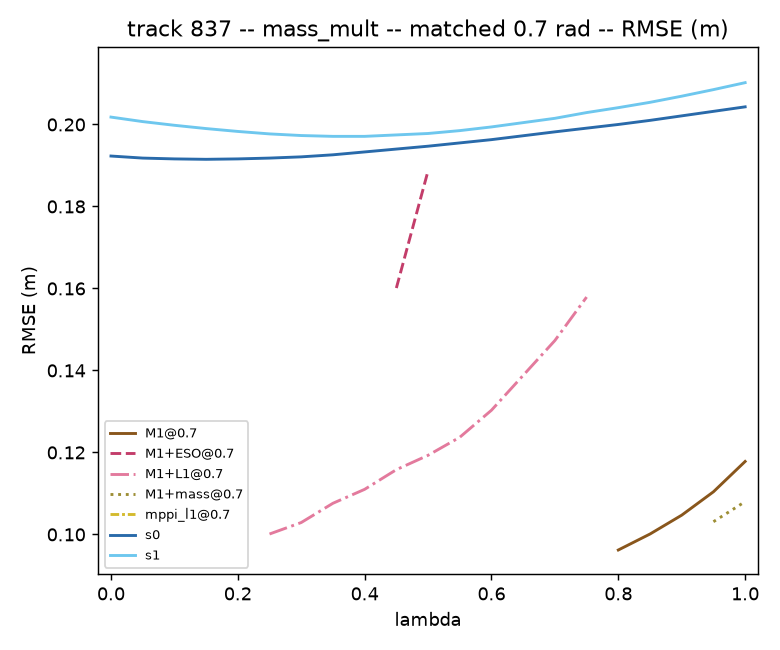 track 837 -- mass_mult -- matched 0.7 rad -- RMSE (m)
RMSE (m)
0.20
0.18
0.16
0.14
0.12
0.10
M1@0.7
M1+ESO@0.7
M1+L1@0.7
M1+mass@0.7
mppi_l1@0.7
s0
s1
0.0 0.2 0.4 0.6 0.8 1.0
lambda